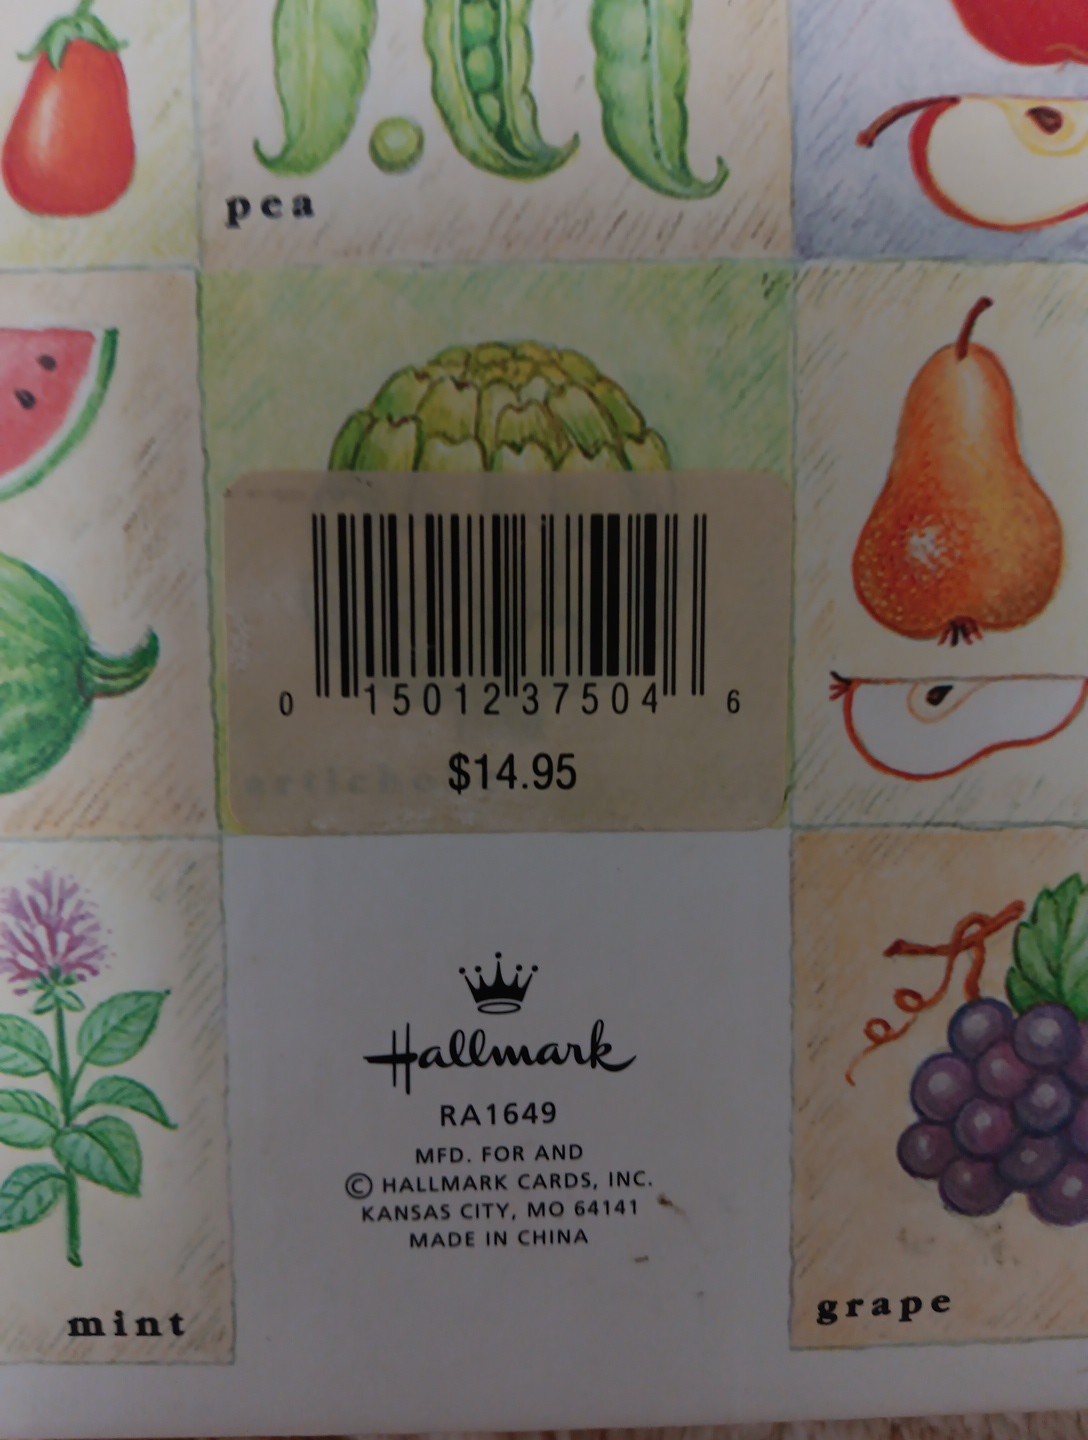 pea
0 15012 37504 6
articho
$14.95
Hallmark
RA1649
MFD. FOR AND
© HALLMARK CARDS, INC.
KANSAS CITY, MO 64141
MADE IN CHINA
mint
grape